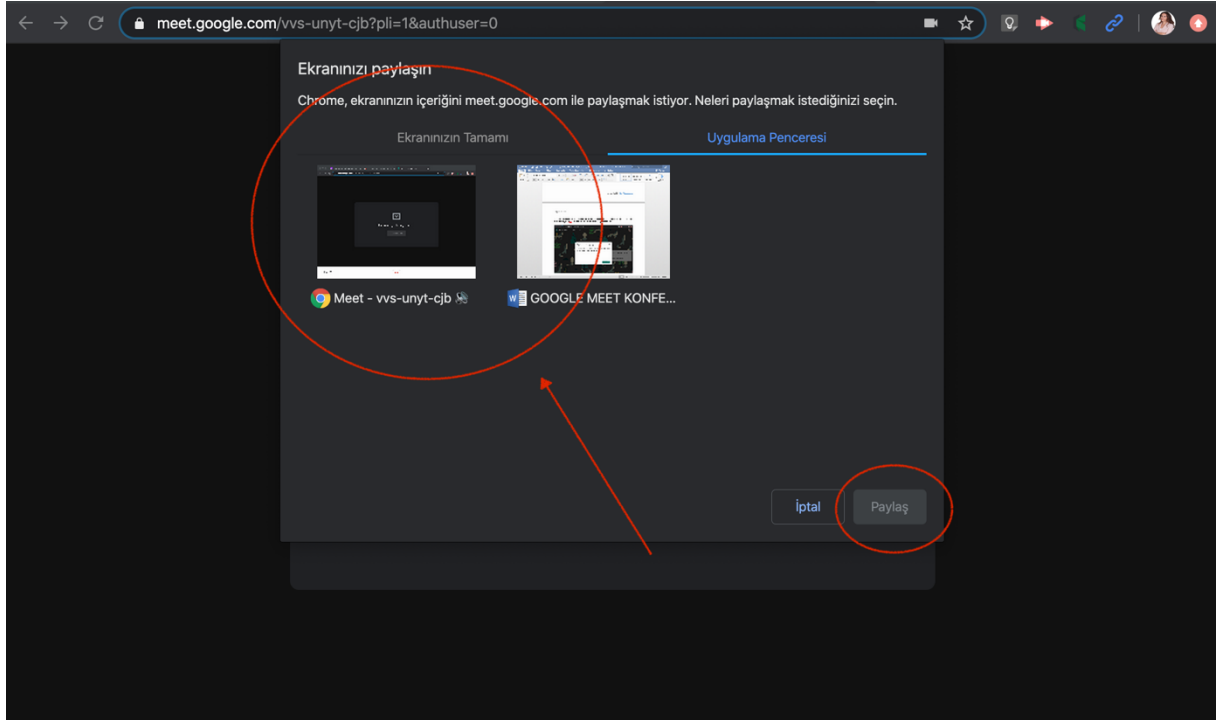 meet.google.com/vvs-unyt-cjb?pli=1&authuser=0
Ekranınızı paylaşın
Chrome, ekranınızın içeriğini meet.google.com ile paylaşmak istiyor. Neleri paylaşmak istediğinizi seçin.
Ekranınızın Tamamı
Uygulama Penceresi
Meet - vvs-unyt-cjb
GOOGLE MEET KONFE...
İptal
Paylaş